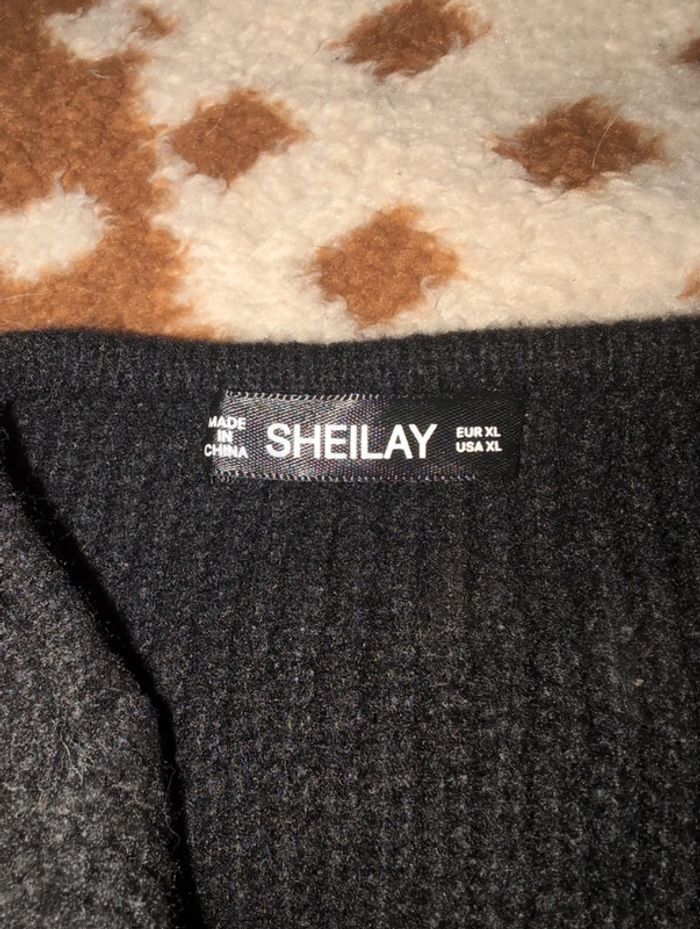 MADE
IN
CHINA
SHEILAY
EUR XL
USA XL